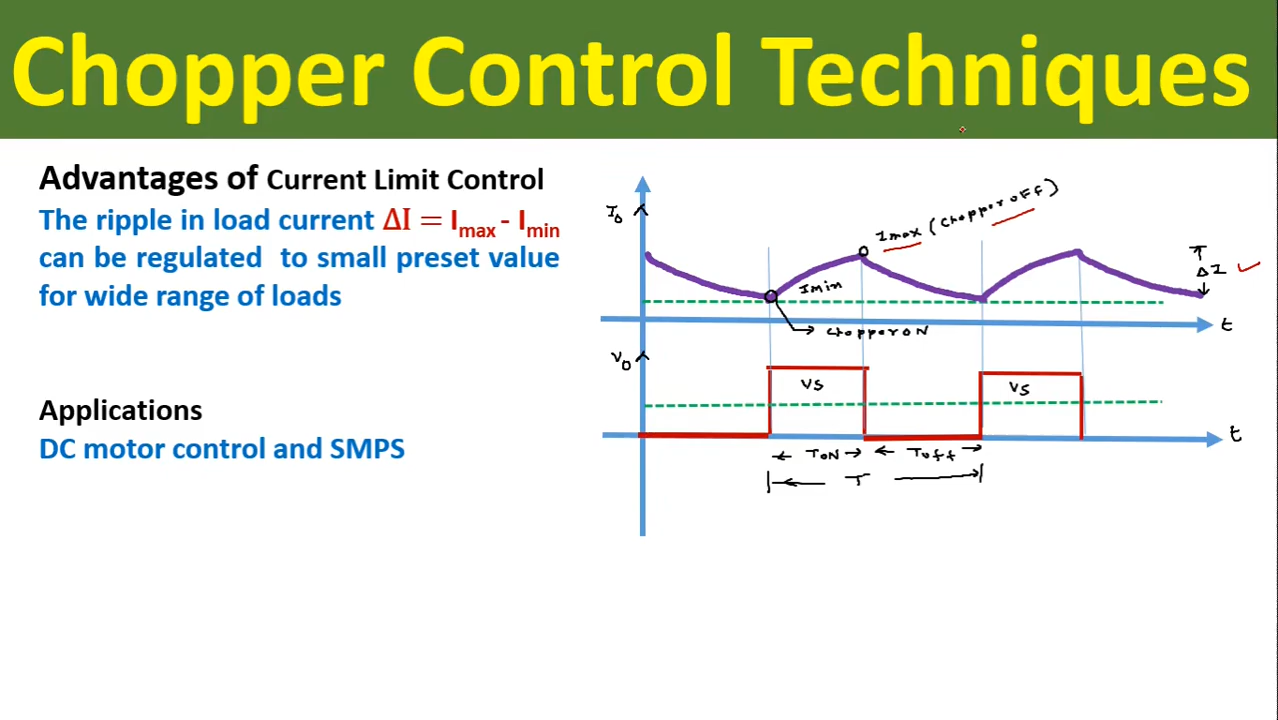 Chopper Control Techniques
Advantages of Current Limit Control
The ripple in load current ΔI = Imax - Imin
can be regulated to small preset value
for wide range of loads
Applications
DC motor control and SMPS
I0
Imax (Chopper off)
Imin
ΔI
Chopper ON
t
V0
Vs
Vs
t
TON
Toff
T